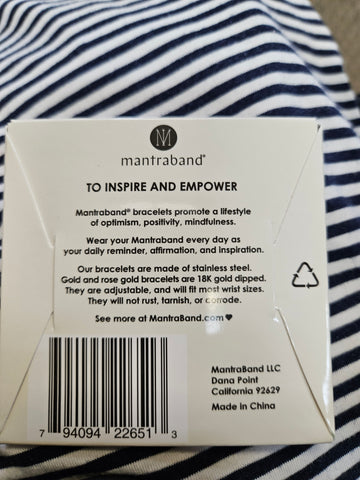 mantraband®
TO INSPIRE AND EMPOWER
Mantraband® bracelets promote a lifestyle
of optimism, positivity, mindfulness.
Wear your Mantraband every day as
your daily reminder, affirmation, and inspiration.
Our bracelets are made of stainless steel.
Gold and rose gold bracelets are 18K gold dipped.
They are adjustable, and will fit most wrist sizes.
They will not rust, tarnish, or corrode.
See more at MantraBand.com♥
MantraBand LLC
Dana Point
California 92629
Made in China
7 94094 22651 3